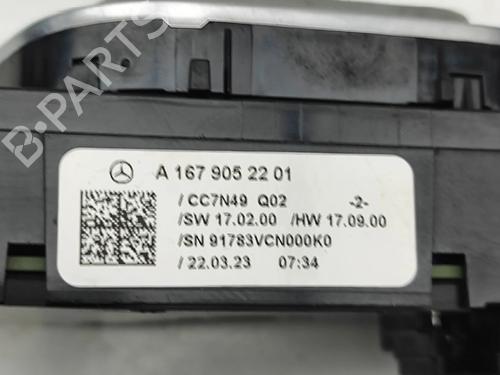 B-PARTS
A 167 905 22 01
/ CC7N49 Q02 -2-
/SW 17.02.00 /HW 17.09.00
/SN 91783VCN000K0
/ 22.03.23 07:34